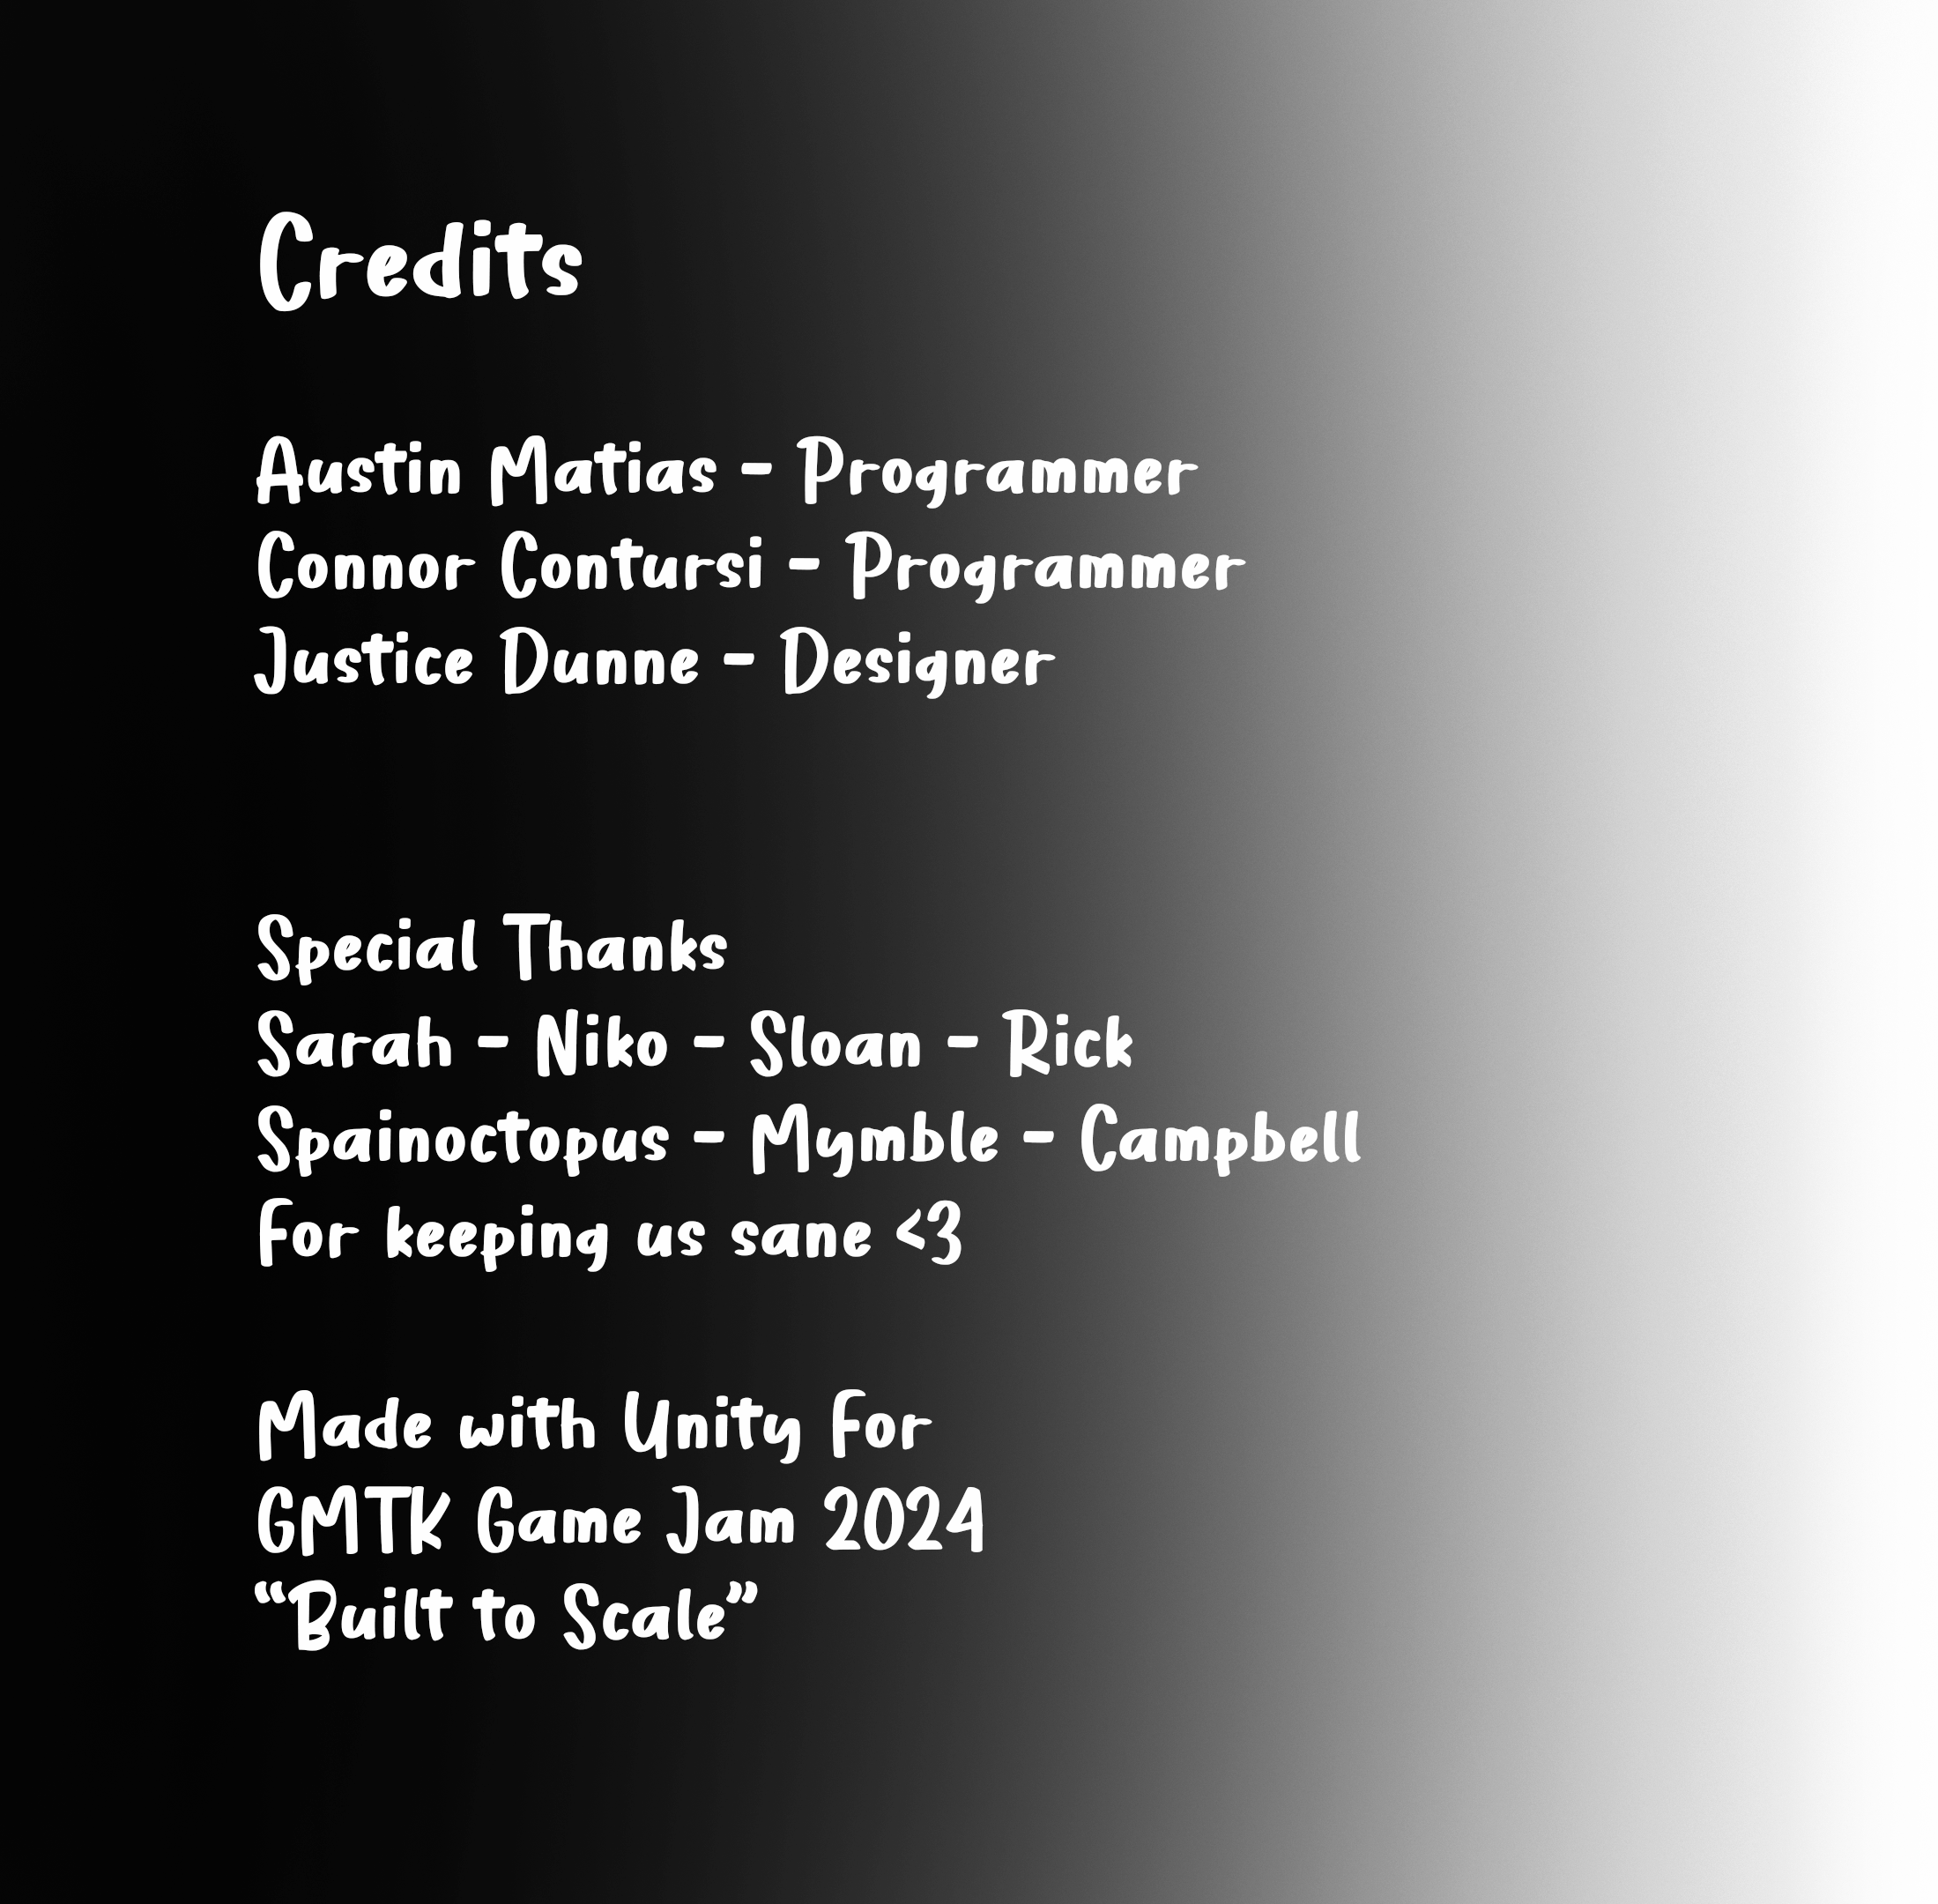 Credits
Austin Matias- Programmer
Connor Contursi - Programmer
Justice Dunne - Designer
Special Thanks
Sarah - Niko - Sloan - Rick
Spainoctopus - Mymble - Campbell
For keeping us sane <3
Made with Unity For
GMTK Game Jam 2024
“Built to Scale”